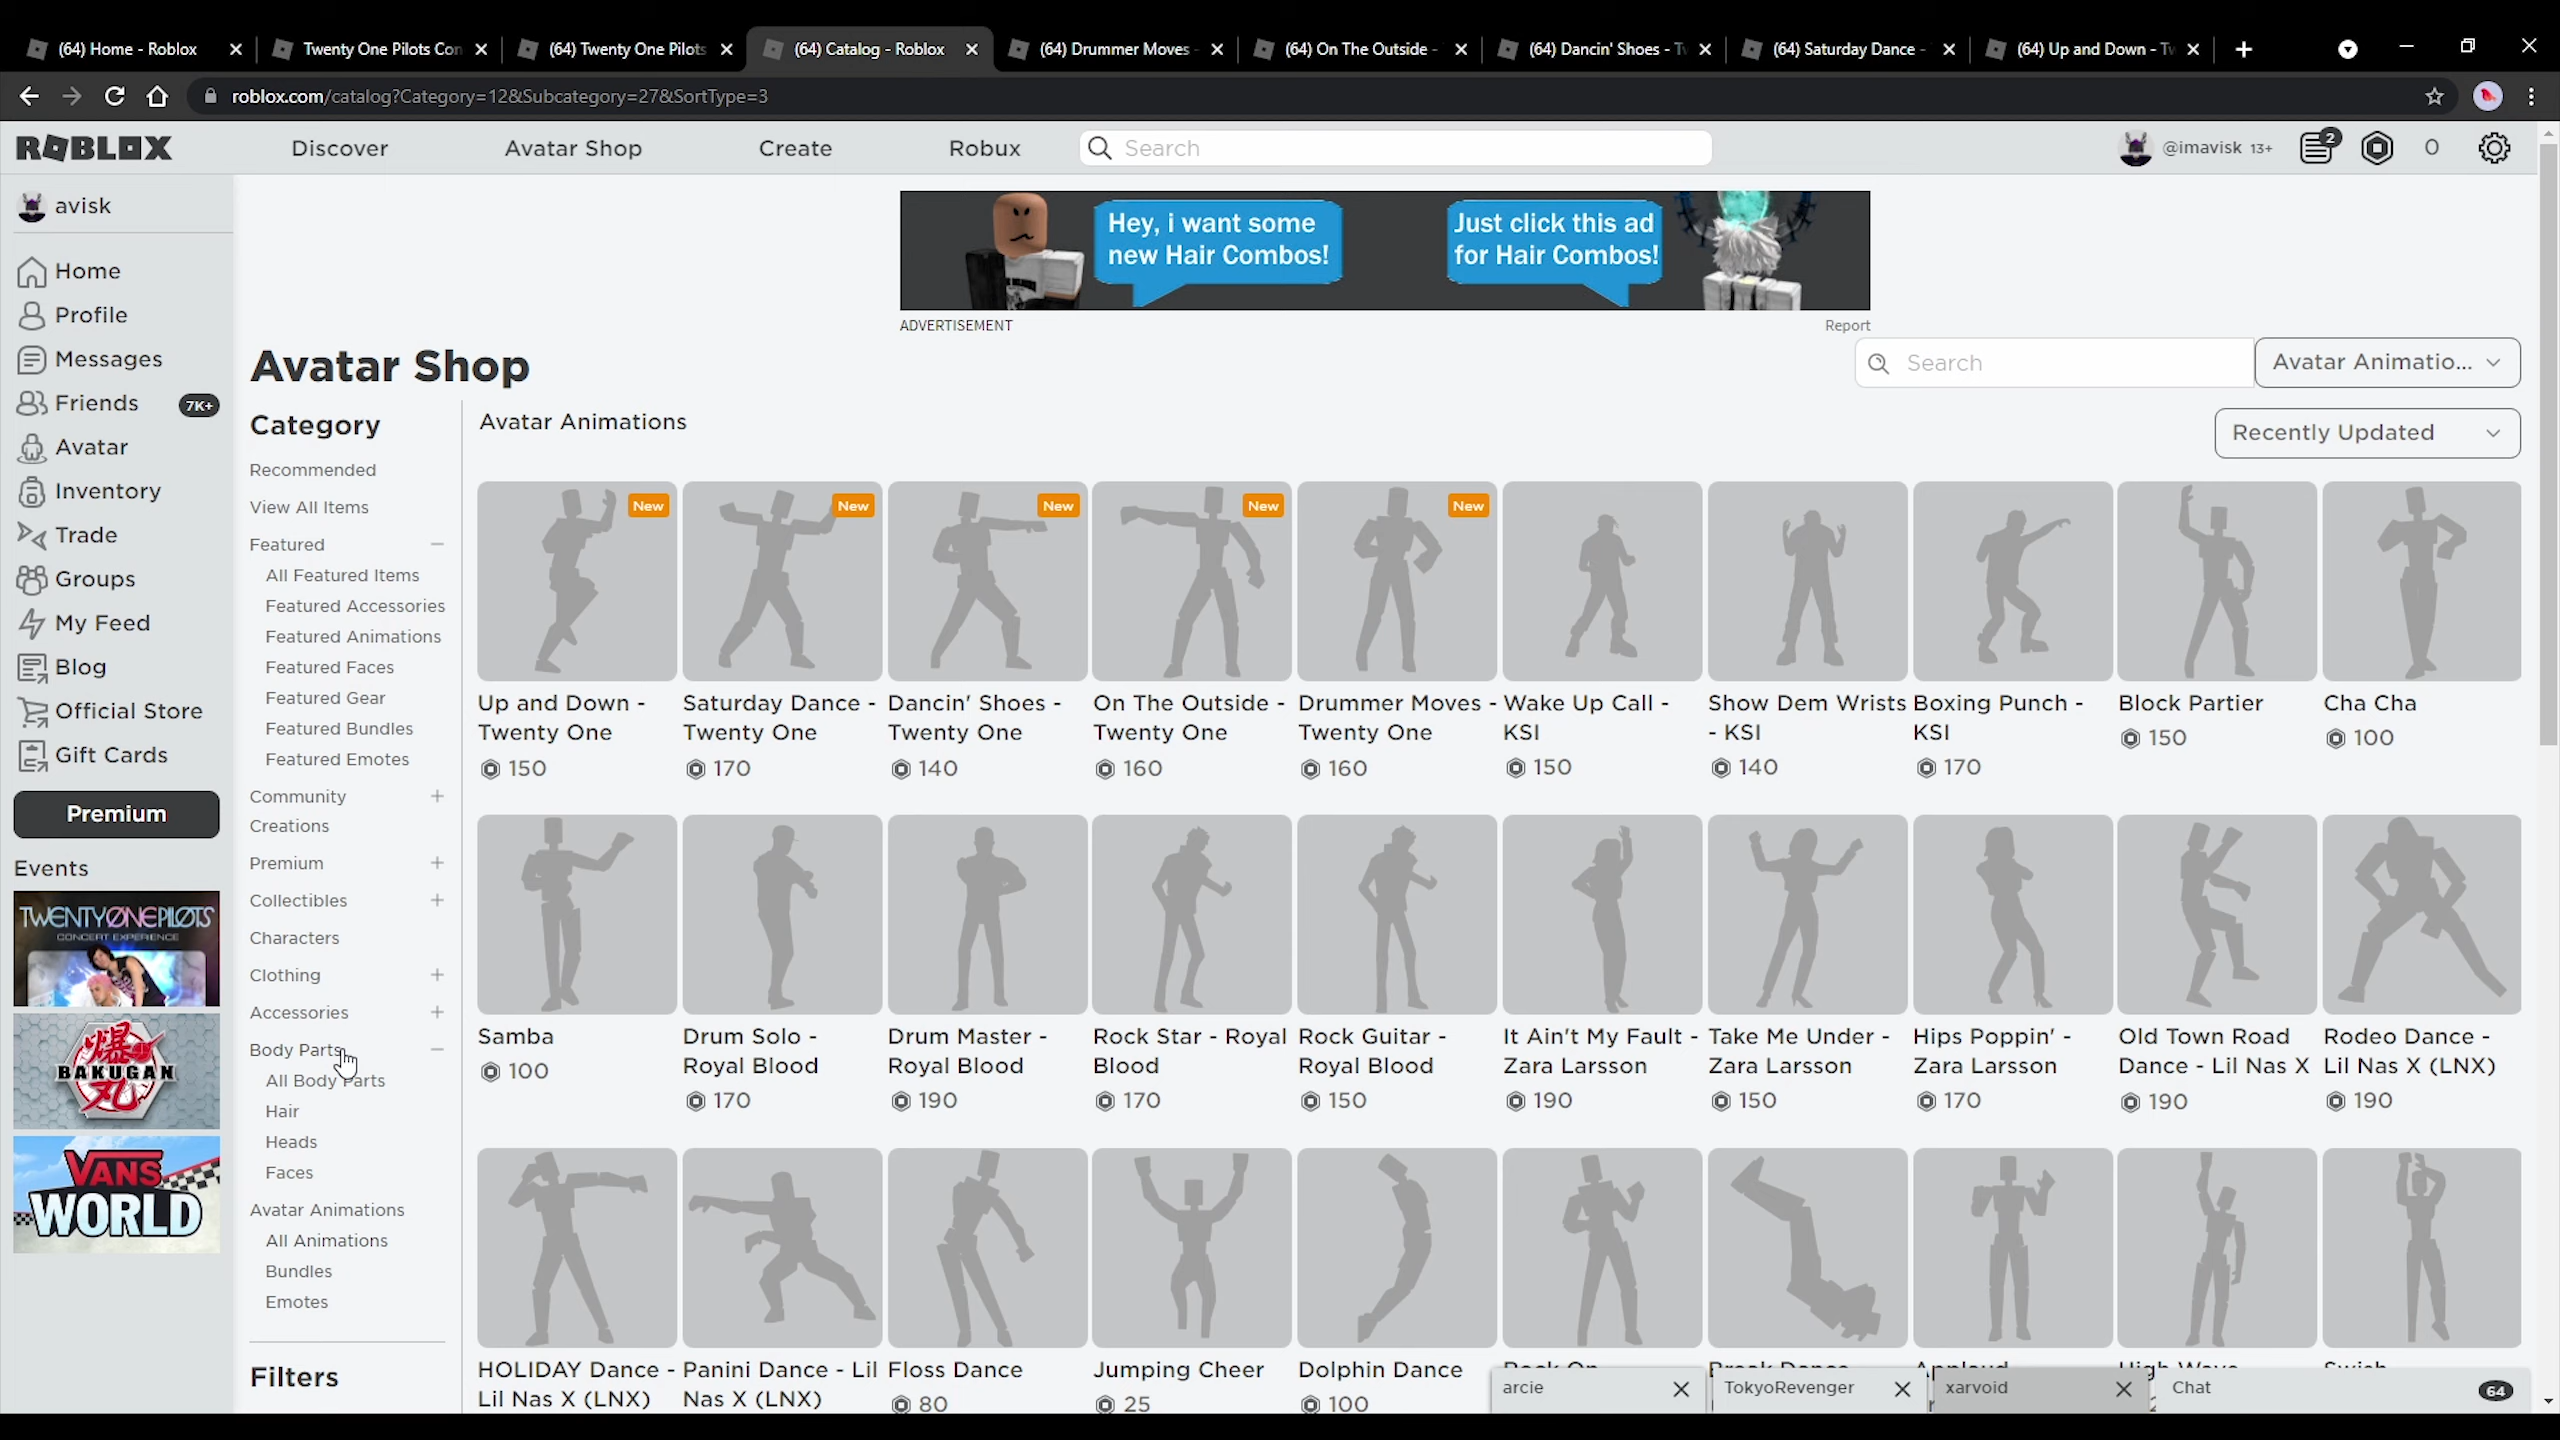 (64) Home - Roblox
Twenty One Pilots Con
(64) Twenty One Pilots
(64) Catalog - Roblox
(64) Drummer Moves -
(64) On The Outside -
(64) Dancin' Shoes - Tw
(64) Saturday Dance -
(64) Up and Down - Tw
roblox.com/catalog?Category=12&Subcategory=27&SortType=3
ROBLOX
Discover
Avatar Shop
Create
Robux
Search
@imavisk 13+
2
0
avisk
Home
Profile
Messages
Friends 7K+
Avatar
Inventory
Trade
Groups
My Feed
Blog
Official Store
Gift Cards
Premium
Events
TWENTY ØNE PILØTS
CONCERT EXPERIENCE
爆
BAKUGAN
丸
VANS
WORLD
Hey, i want some
new Hair Combos!
Just click this ad
for Hair Combos!
ADVERTISEMENT
Report
Avatar Shop
Search
Avatar Animatio...
Category
Recommended
View All Items
Featured
All Featured Items
Featured Accessories
Featured Animations
Featured Faces
Featured Gear
Featured Bundles
Featured Emotes
Community
Creations
Premium
Collectibles
Characters
Clothing
Accessories
Body Parts
All Body Parts
Hair
Heads
Faces
Avatar Animations
All Animations
Bundles
Emotes
Filters
Avatar Animations
Recently Updated
New
New
New
New
New
Up and Down -
Twenty One
150
Saturday Dance -
Twenty One
170
Dancin' Shoes -
Twenty One
140
On The Outside -
Twenty One
160
Drummer Moves -
Twenty One
160
Wake Up Call -
KSI
150
Show Dem Wrists
- KSI
140
Boxing Punch -
KSI
170
Block Partier
150
Cha Cha
100
Samba
100
Drum Solo -
Royal Blood
170
Drum Master -
Royal Blood
190
Rock Star - Royal
Blood
170
Rock Guitar -
Royal Blood
150
It Ain't My Fault -
Zara Larsson
190
Take Me Under -
Zara Larsson
150
Hips Poppin' -
Zara Larsson
170
Old Town Road
Dance - Lil Nas X
190
Rodeo Dance -
Lil Nas X (LNX)
190
HOLIDAY Dance -
Lil Nas X (LNX)
Panini Dance - Lil
Nas X (LNX)
Floss Dance
80
Jumping Cheer
25
Dolphin Dance
100
arcie
TokyoRevenger
xarvoid
Chat
64